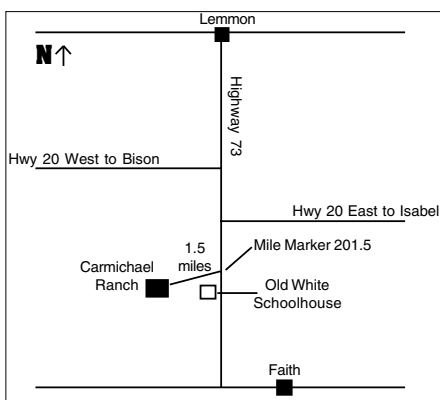 Lemmon
N
Highway 73
Hwy 20 West to Bison
Hwy 20 East to Isabel
1.5
miles
Mile Marker 201.5
Carmichael
Ranch
Old White
Schoolhouse
Faith